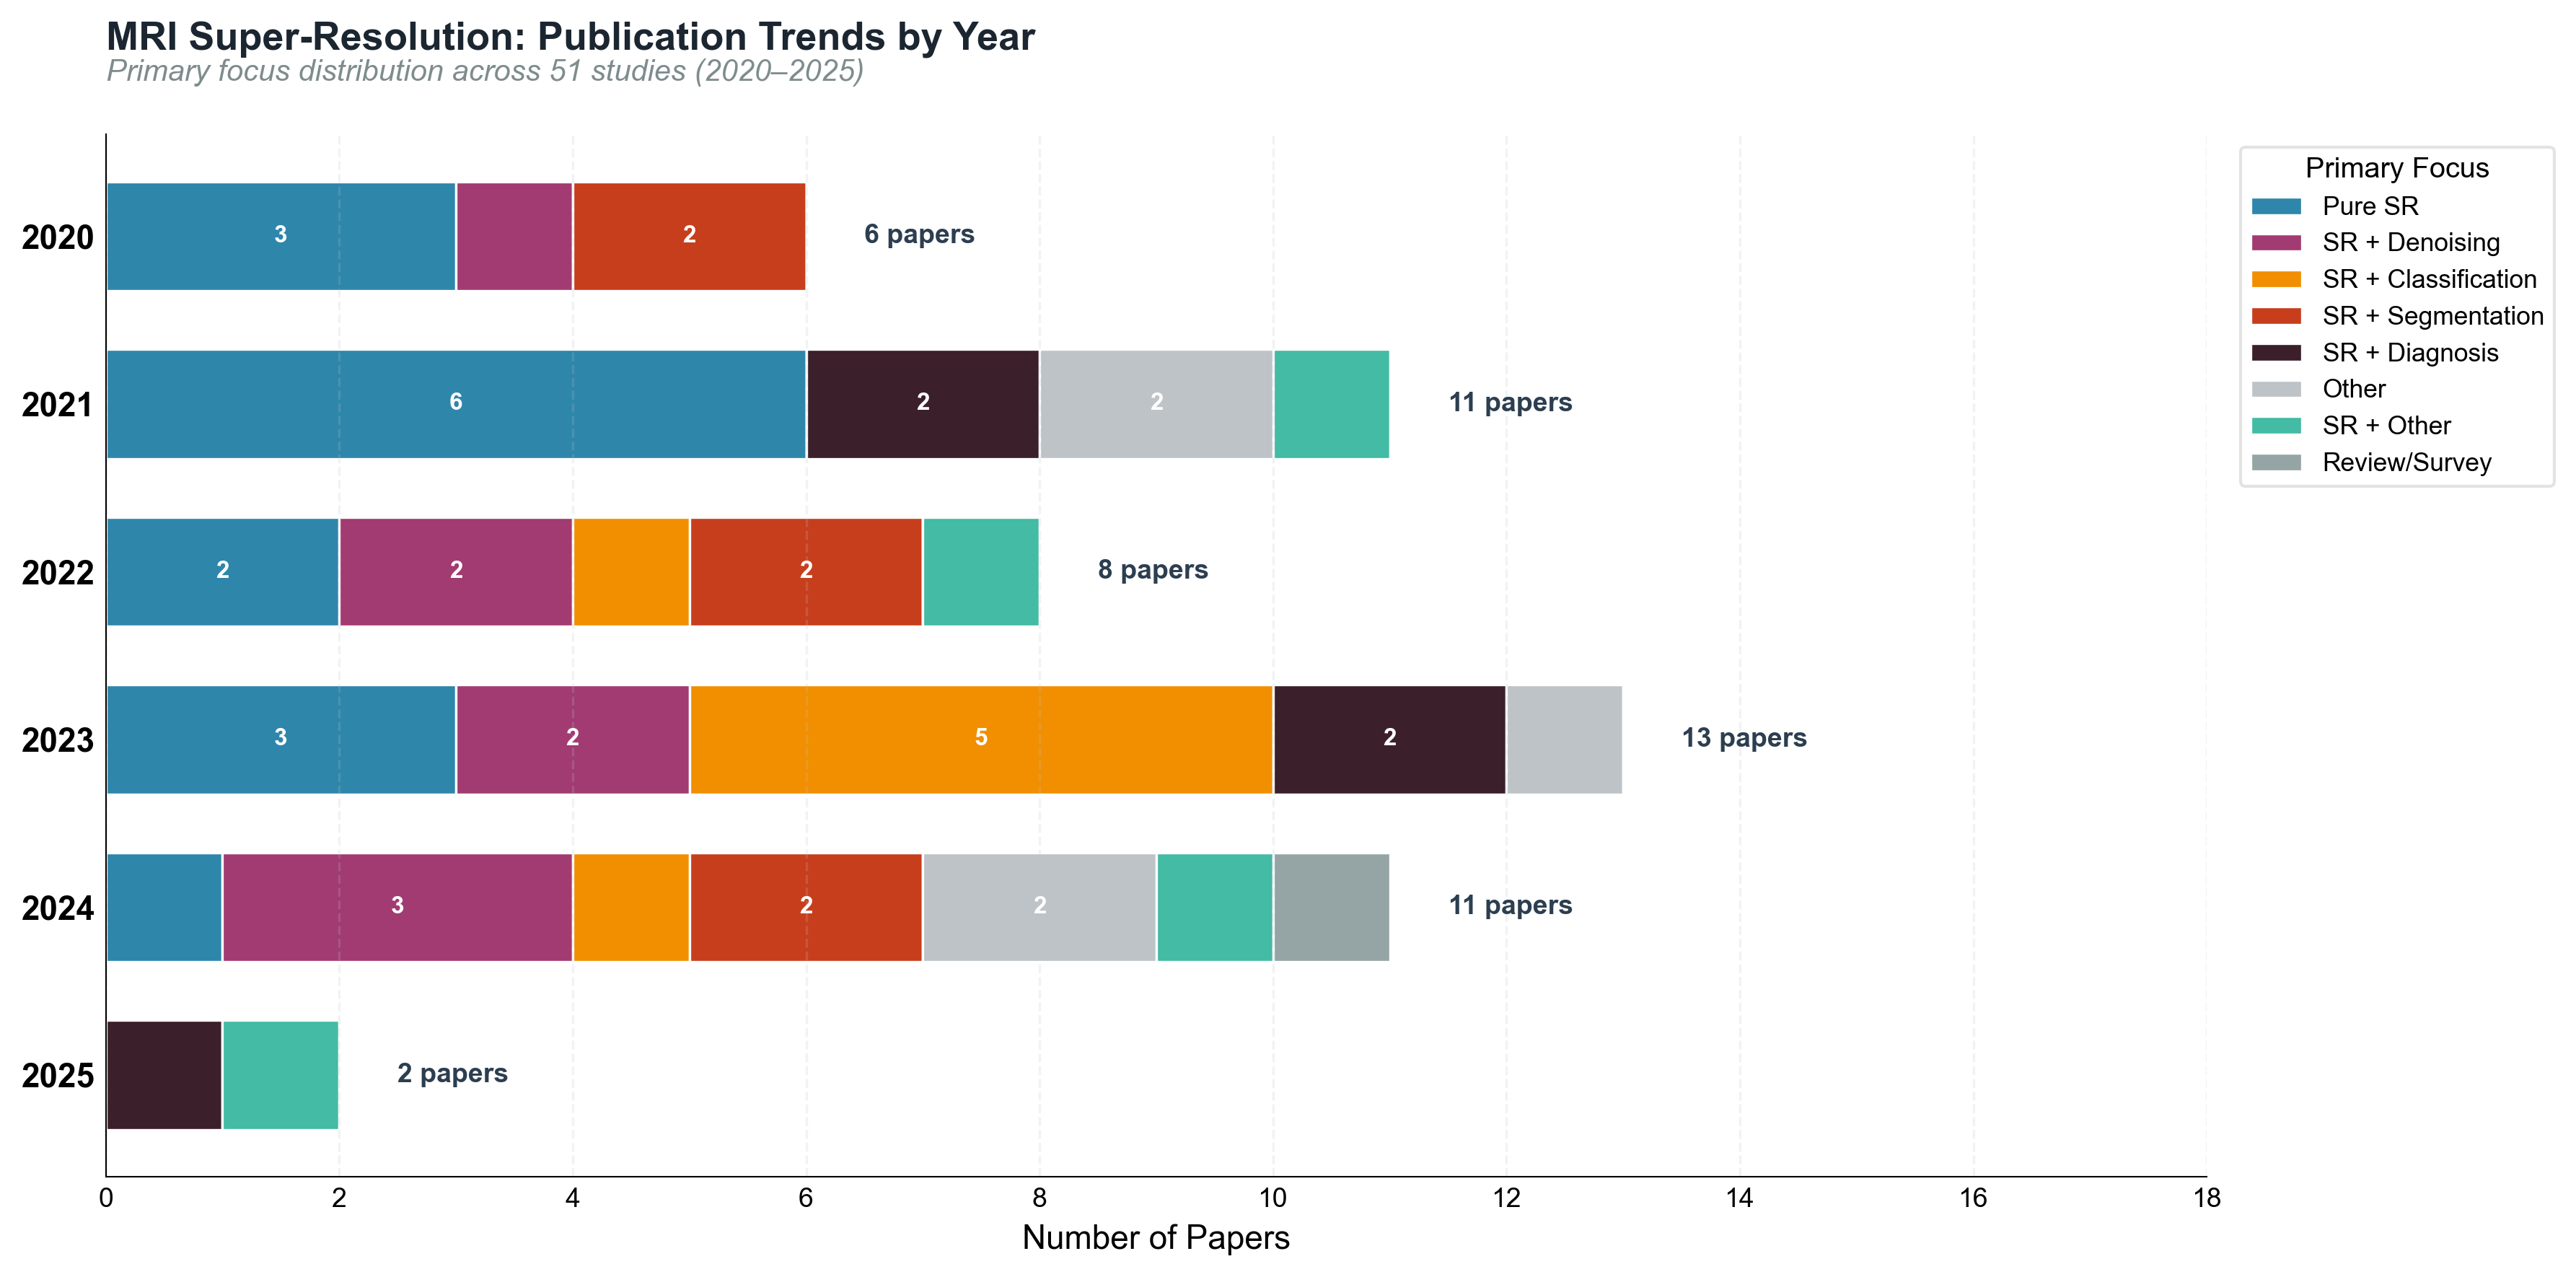 MRI Super-Resolution: Publication Trends by Year
Primary focus distribution across 51 studies (2020–2025)
2020
3
2
6 papers
2021
6
2
2
11 papers
2022
2
2
2
8 papers
2023
3
2
5
2
13 papers
2024
3
2
2
11 papers
2025
2 papers
0 2 4 6 8 10 12 14 16 18
Number of Papers
Primary Focus
Pure SR
SR + Denoising
SR + Classification
SR + Segmentation
SR + Diagnosis
Other
SR + Other
Review/Survey